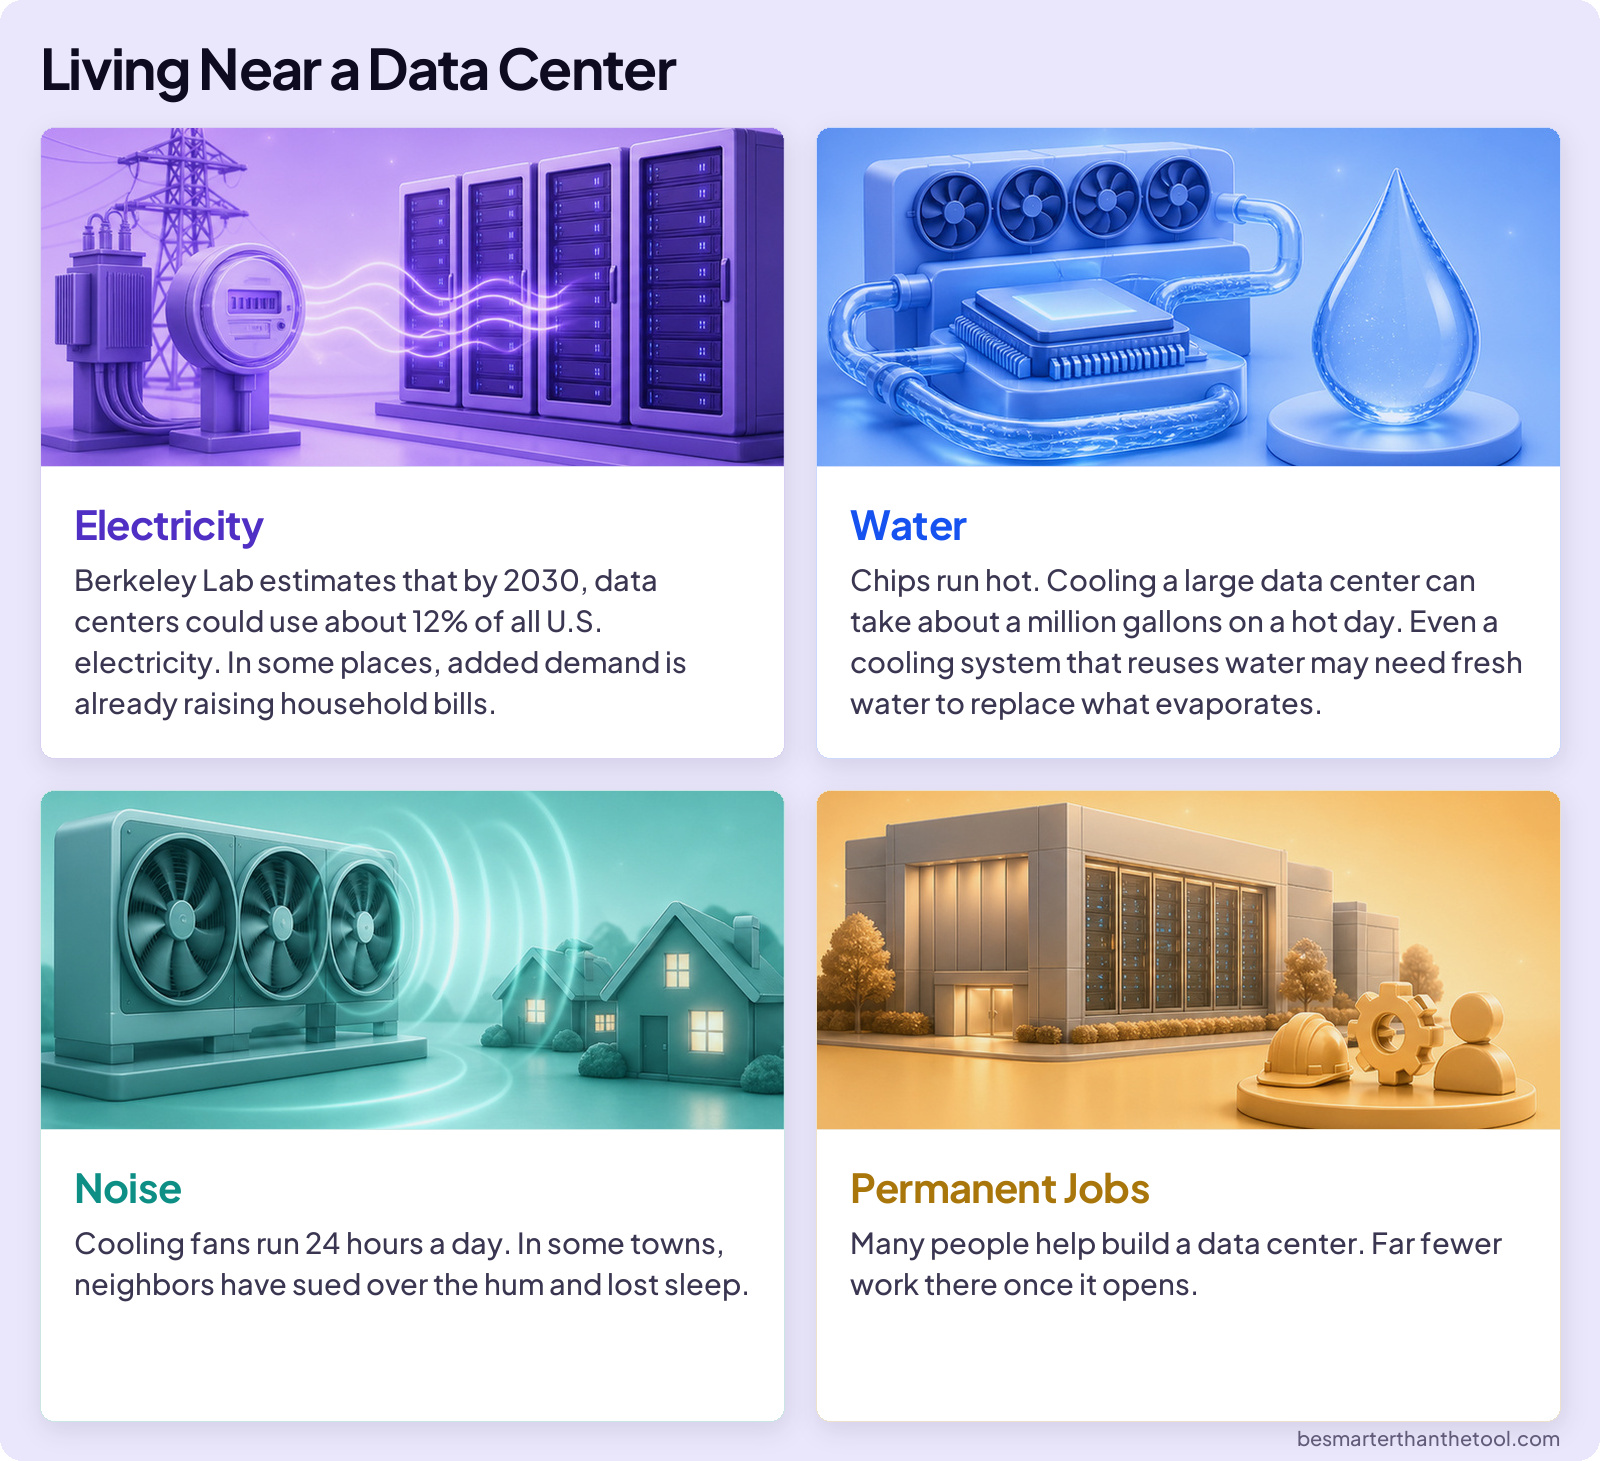 Living Near a Data Center
Electricity
Berkeley Lab estimates that by 2030, data
centers could use about 12% of all U.S.
electricity. In some places, added demand is
already raising household bills.
Water
Chips run hot. Cooling a large data center can
take about a million gallons on a hot day. Even a
cooling system that reuses water may need fresh
water to replace what evaporates.
Noise
Cooling fans run 24 hours a day. In some towns,
neighbors have sued over the hum and lost sleep.
Permanent Jobs
Many people help build a data center. Far fewer
work there once it opens.
besmarterthanthetool.com